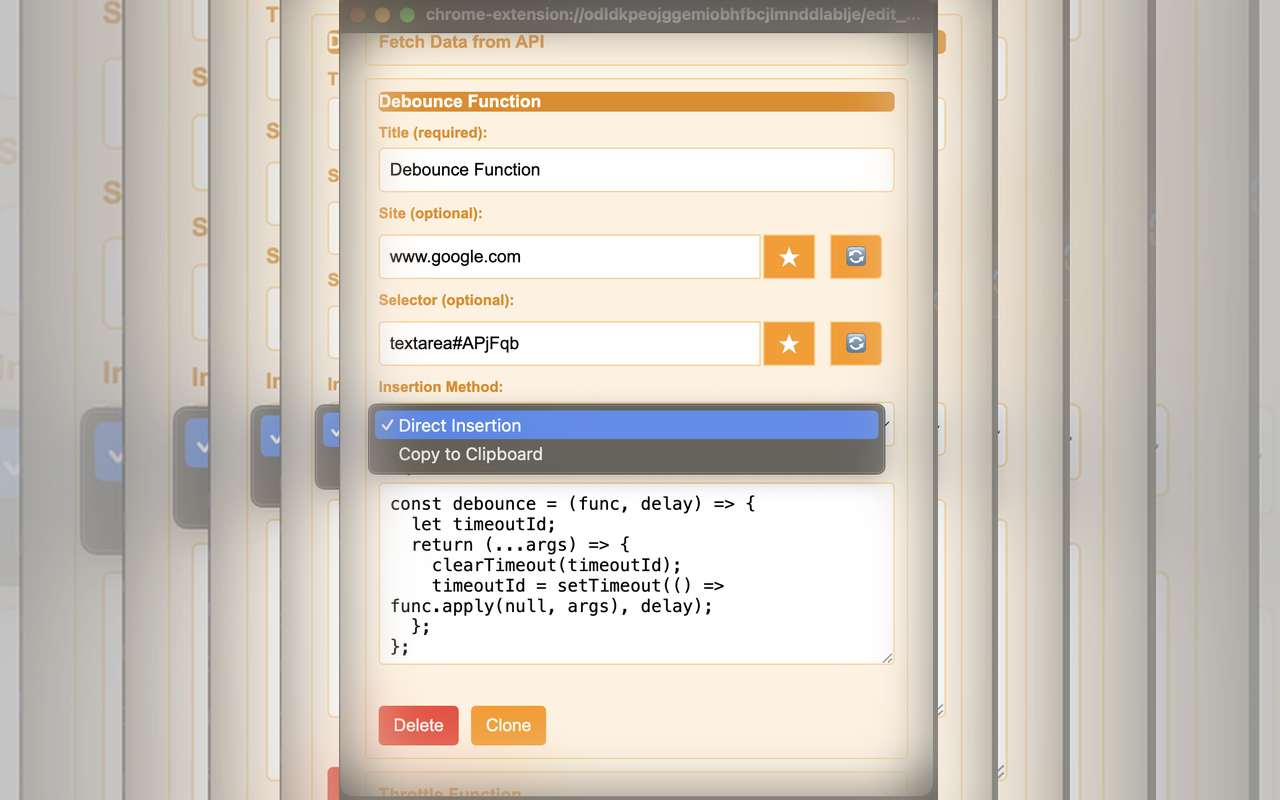 chrome-extension://odldkpeojggemiobhfbcjlmnddlablje/edit_...
Fetch Data from API
Debounce Function
Title (required):
Debounce Function
Site (optional):
www.google.com
Selector (optional):
textarea#APjFqb
Insertion Method:
✓ Direct Insertion
Copy to Clipboard
const debounce = (func, delay) => {
let timeoutId;
return (...args) => {
clearTimeout(timeoutId);
timeoutId = setTimeout(() =>
func.apply(null, args), delay);
};
};
Delete
Clone
Throttle Function